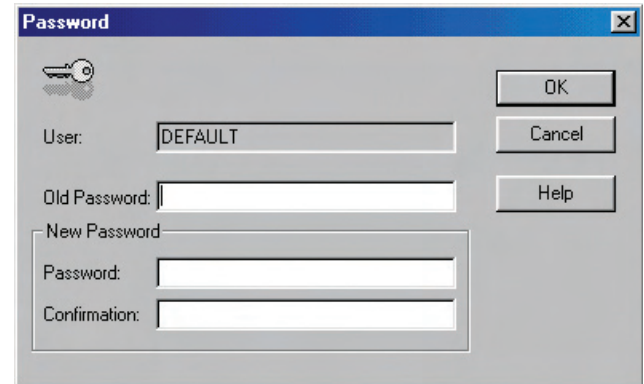 Password
OK
User: DEFAULT
Cancel
Old Password:
Help
New Password
Password:
Confirmation: